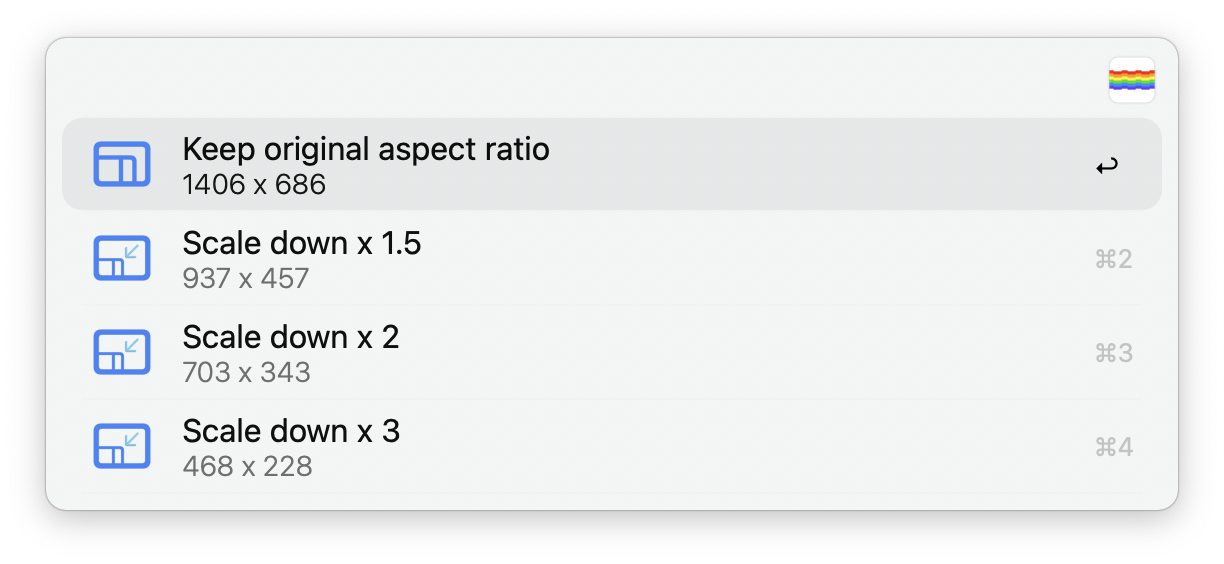 Keep original aspect ratio
1406 x 686
↩
Scale down x 1.5
937 x 457
⌘2
Scale down x 2
703 x 343
⌘3
Scale down x 3
468 x 228
⌘4